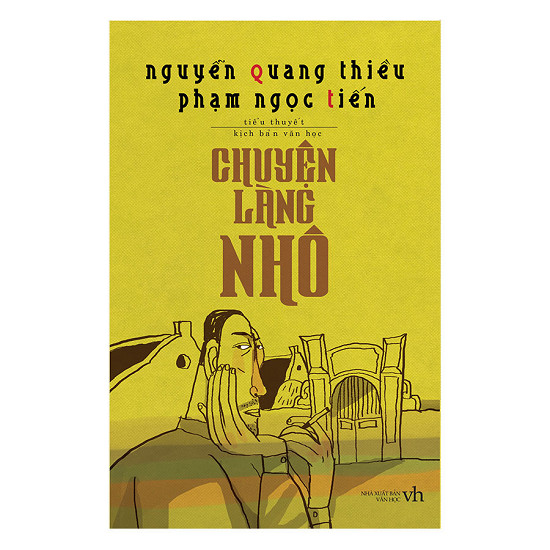 nguyễn quang thiều
phạm ngọc tiến
tiểu thuyết
kịch bản văn học
CHUYỆN
LÀNG
NHÔ
NHÀ XUẤT BẢN
VĂN HỌC
vh